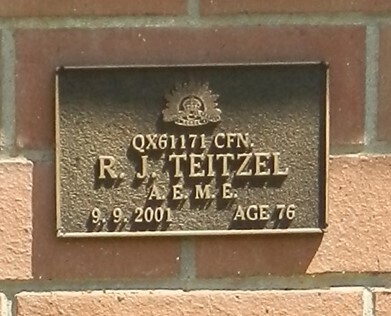 QX61171 CFN.
R. J. TEITZEL
A. E. M. E.
9. 9. 2001 AGE 76